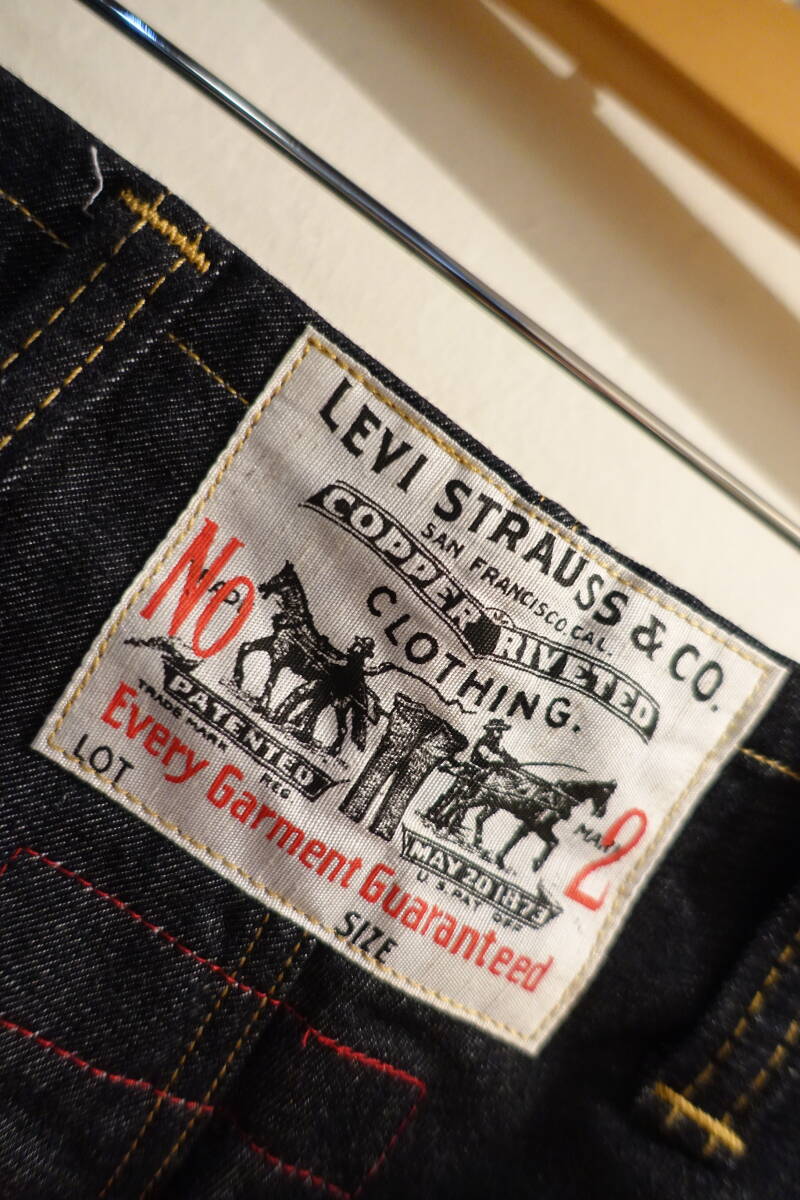 LEVI STRAUSS & CO.
SAN FRANCISCO, CAL.
COPPER RIVETED
CLOTHING.
No 2
PATENTED
TRADE MARK REG
MAY 20 1873
U S PAT OFF
Every Garment Guaranteed
LOT SIZE